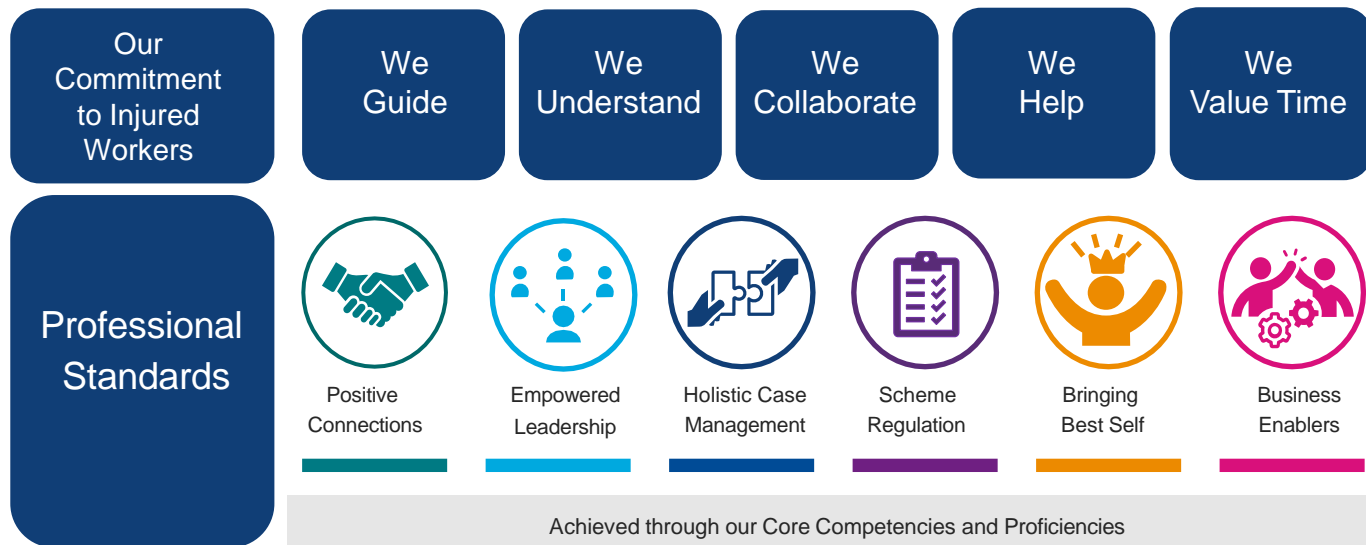 Our
Commitment
to Injured
Workers
We
Guide
We
Understand
We
Collaborate
We
Help
We
Value Time
Professional
Standards
Positive
Connections
Empowered
Leadership
Holistic Case
Management
Scheme
Regulation
Bringing
Best Self
Business
Enablers
Achieved through our Core Competencies and Proficiencies